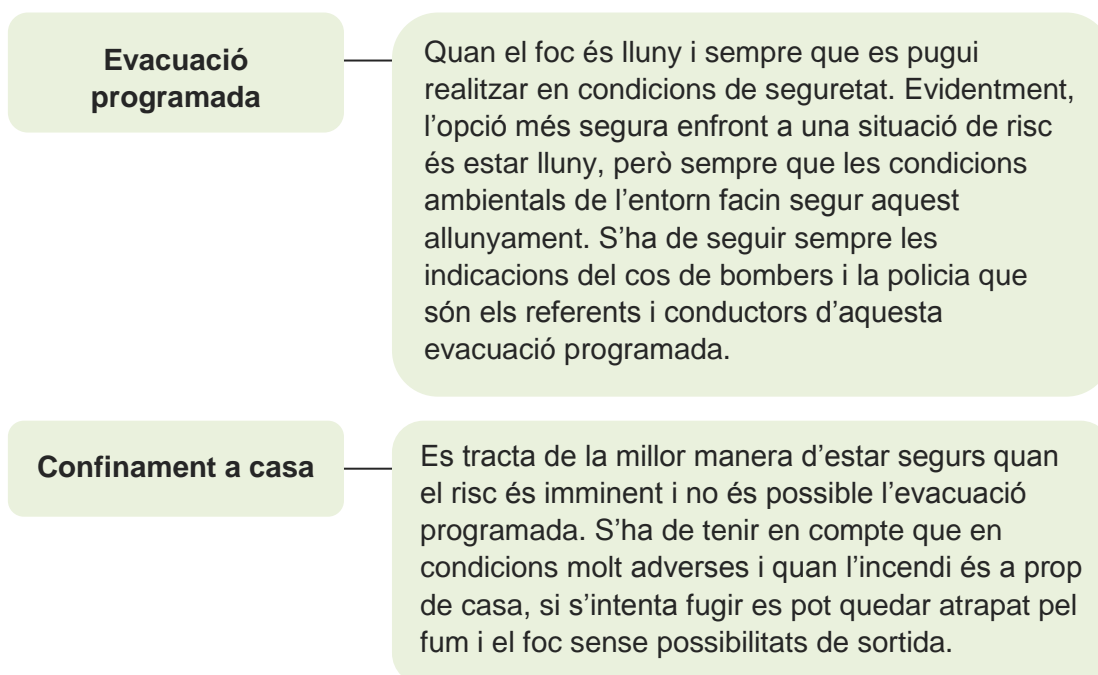 Evacuació
programada
Quan el foc és lluny i sempre que es pugui
realitzar en condicions de seguretat. Evidentment,
l’opció més segura enfront a una situació de risc
és estar lluny, però sempre que les condicions
ambientals de l’entorn facin segur aquest
allunyament. S’ha de seguir sempre les
indicacions del cos de bombers i la policia que
són els referents i conductors d’aquesta
evacuació programada.
Confinament a casa
Es tracta de la millor manera d’estar segurs quan
el risc és imminent i no és possible l’evacuació
programada. S’ha de tenir en compte que en
condicions molt adverses i quan l’incendi és a prop
de casa, si s’intenta fugir es pot quedar atrapat pel
fum i el foc sense possibilitats de sortida.